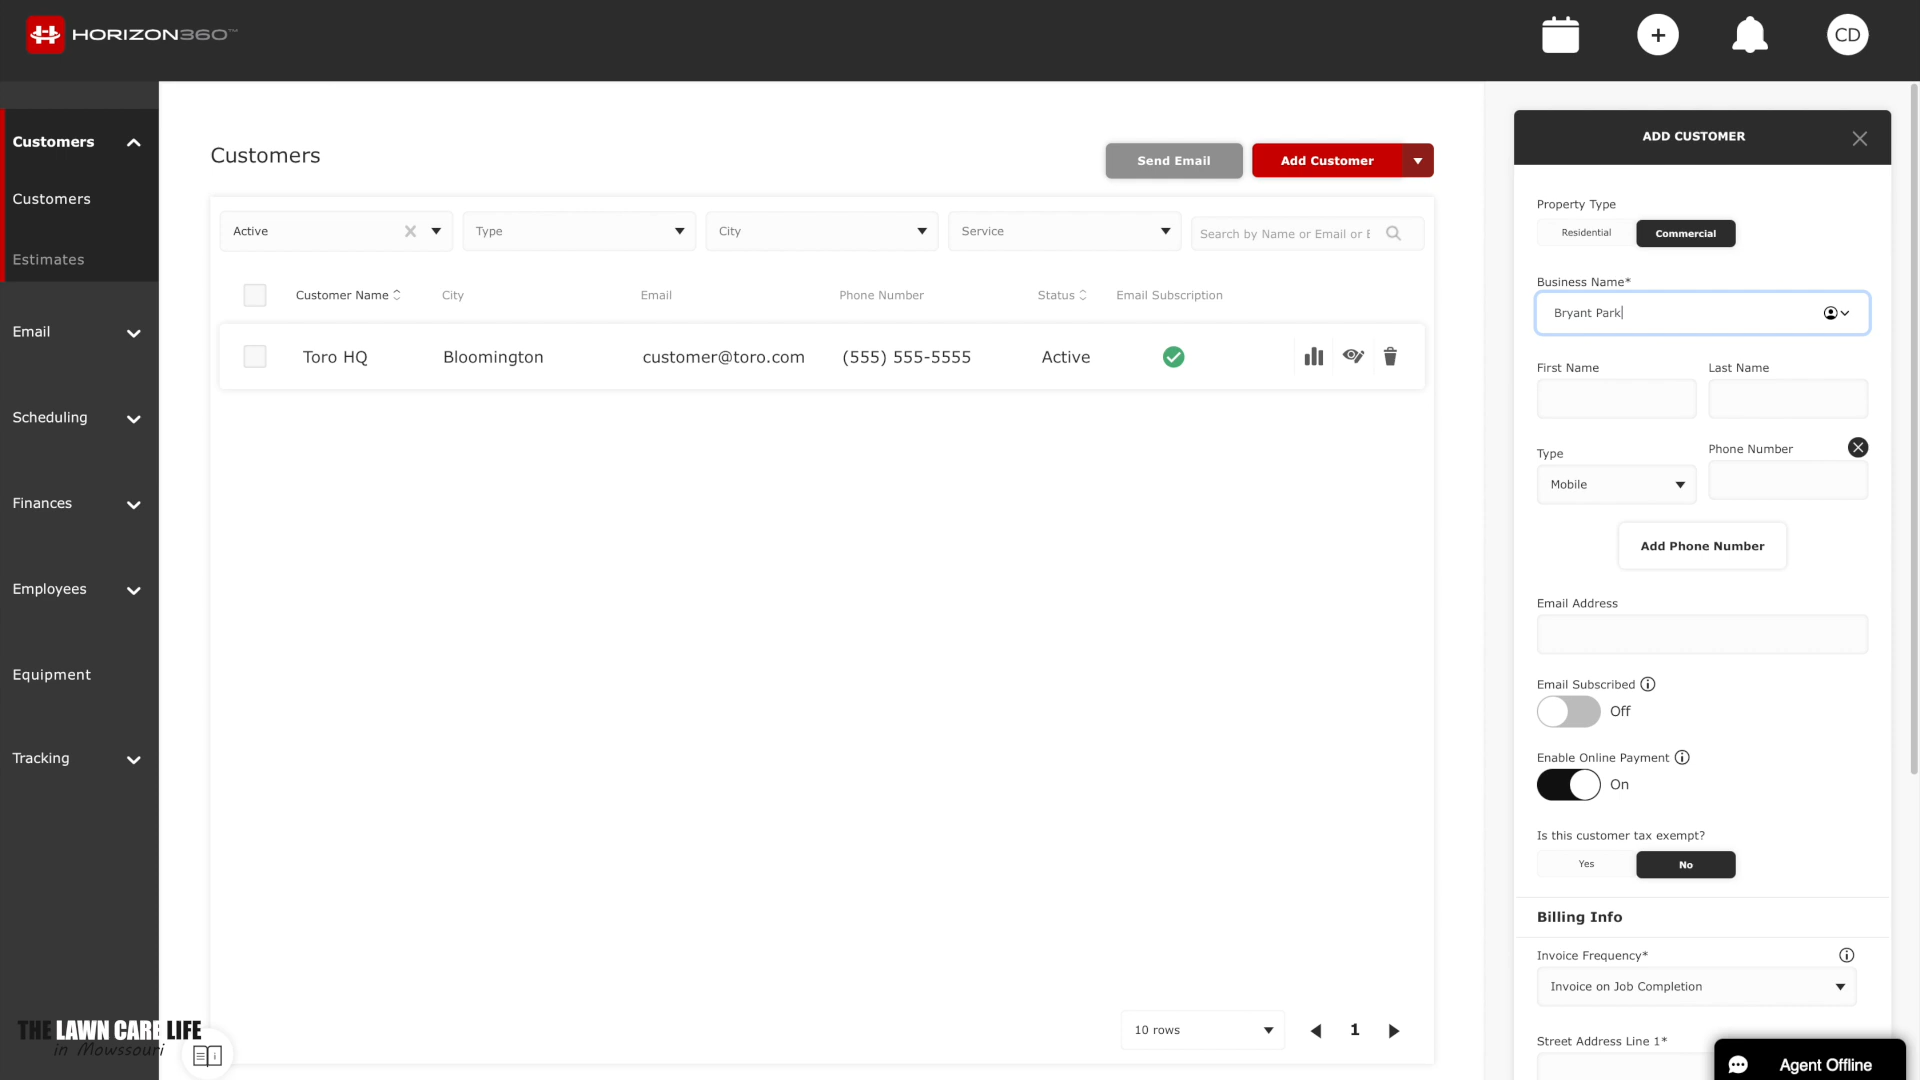 HORIZON360™
CD
Customers
Customers
Estimates
Email
Scheduling
Finances
Employees
Equipment
Tracking
THE LAWN CARE LIFE
in Mowssouri
Customers
Send Email
Add Customer
Active
Type
City
Service
Search by Name or Email or
Customer Name
City
Email
Phone Number
Status
Email Subscription
Toro HQ
Bloomington
customer@toro.com
(555) 555-5555
Active
10 rows
1
ADD CUSTOMER
Property Type
Residential
Commercial
Business Name*
Bryant Park
First Name
Last Name
Type
Phone Number
Mobile
Add Phone Number
Email Address
Email Subscribed
Off
Enable Online Payment
On
Is this customer tax exempt?
Yes
No
Billing Info
Invoice Frequency*
Invoice on Job Completion
Street Address Line 1*
Agent Offline